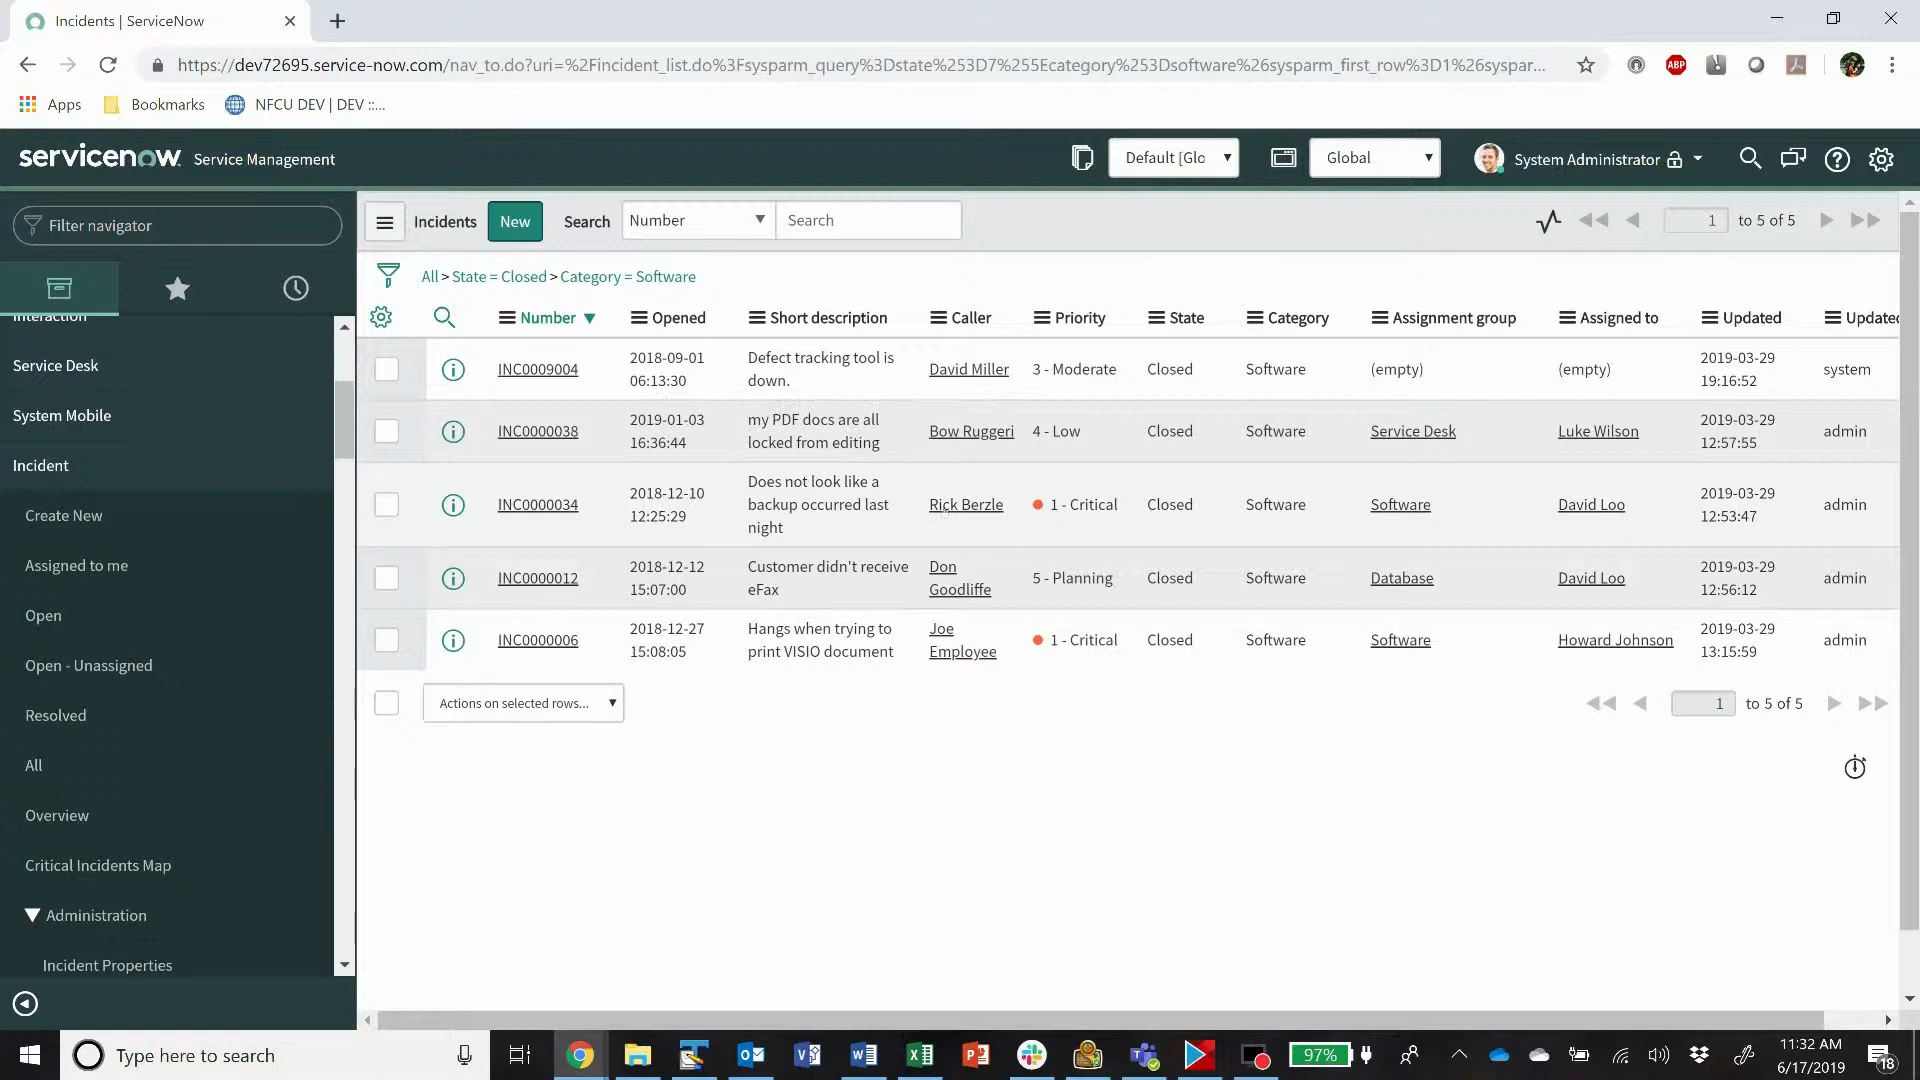 Incidents | ServiceNow
https://dev72695.service-now.com/nav_to.do?uri=%2Fincident_list.do%3Fsysparm_query%3Dstate%253D7%255Ecategory%253Dsoftware%26sysparm_first_row%3D1%26syspar...
ABP
Apps Bookmarks NFCU DEV | DEV ::...
servicenow Service Management Default [Glo Global System Administrator
Filter navigator
Incidents New Search Number Search 1 to 5 of 5
All > State = Closed > Category = Software
Number Opened Short description Caller Priority State Category Assignment group Assigned to Updated Updated
INC0009004 2018-09-01 06:13:30 Defect tracking tool is down. David Miller 3 - Moderate Closed Software (empty) (empty) 2019-03-29 19:16:52 system
INC0000038 2019-01-03 16:36:44 my PDF docs are all locked from editing Bow Ruggeri 4 - Low Closed Software Service Desk Luke Wilson 2019-03-29 12:57:55 admin
INC0000034 2018-12-10 12:25:29 Does not look like a backup occurred last night Rick Berzle 1 - Critical Closed Software Software David Loo 2019-03-29 12:53:47 admin
INC0000012 2018-12-12 15:07:00 Customer didn't receive eFax Don Goodliffe 5 - Planning Closed Software Database David Loo 2019-03-29 12:56:12 admin
INC0000006 2018-12-27 15:08:05 Hangs when trying to print VISIO document Joe Employee 1 - Critical Closed Software Software Howard Johnson 2019-03-29 13:15:59 admin
Actions on selected rows... 1 to 5 of 5
Interaction
Service Desk
System Mobile
Incident
Create New
Assigned to me
Open
Open - Unassigned
Resolved
All
Overview
Critical Incidents Map
Administration
Incident Properties
Type here to search
97%
11:32 AM
6/17/2019
18